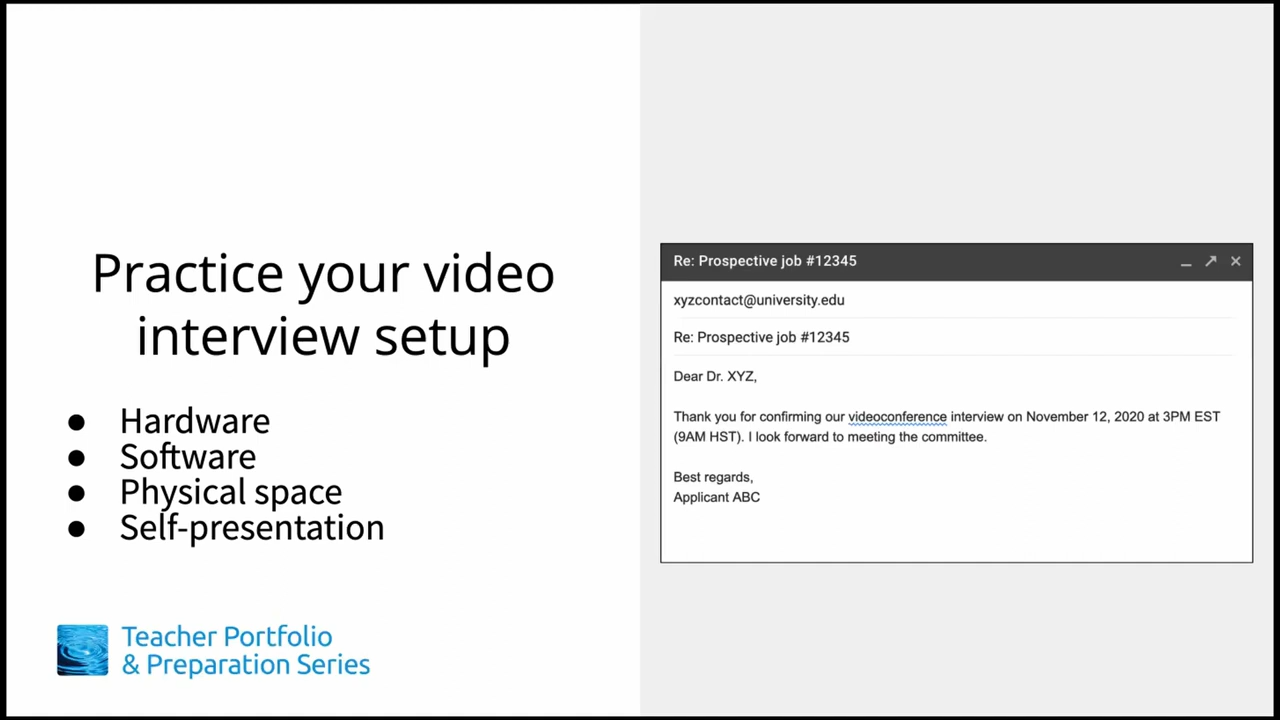 Practice your video
interview setup
● Hardware
● Software
● Physical space
● Self-presentation
Teacher Portfolio
& Preparation Series
Re: Prospective job #12345
xyzcontact@university.edu
Re: Prospective job #12345
Dear Dr. XYZ,
Thank you for confirming our videoconference interview on November 12, 2020 at 3PM EST
(9AM HST). I look forward to meeting the committee.
Best regards,
Applicant ABC